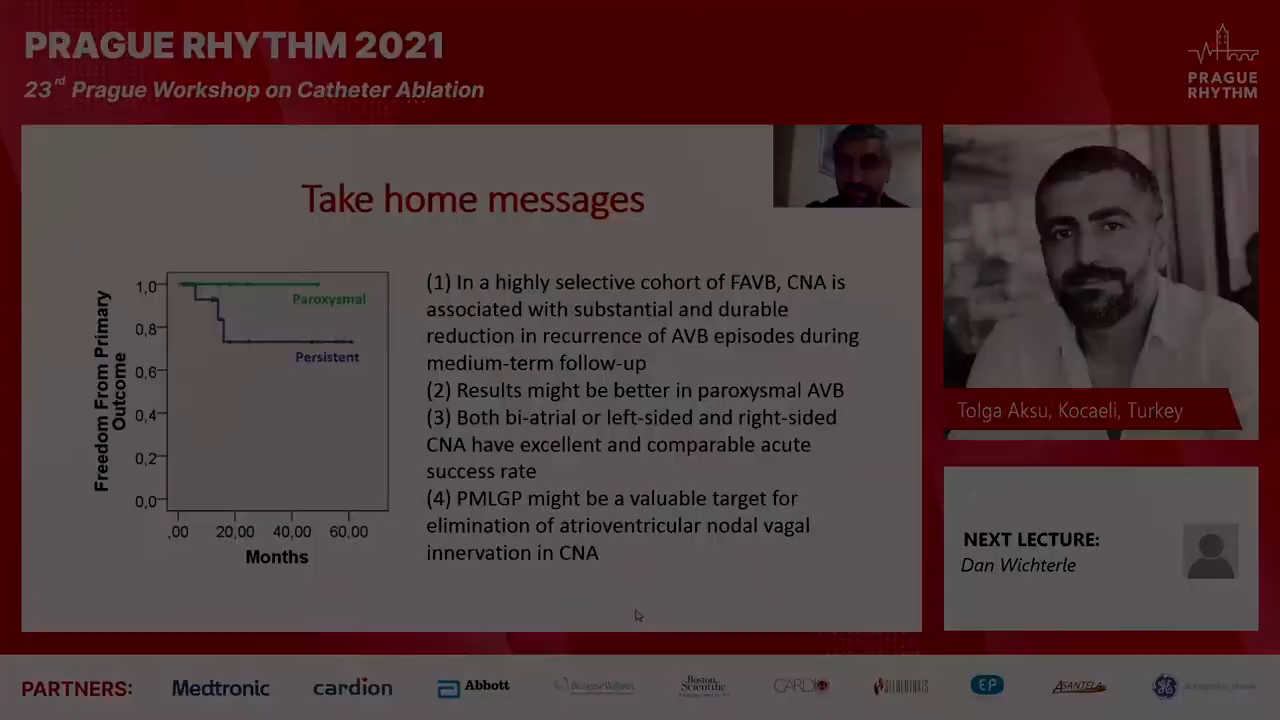 PRAGUE RHYTHM 2021
23rd Prague Workshop on Catheter Ablation
PRAGUE
RHYTHM
Take home messages
Freedom From Primary
Outcome
1,0
0,8
0,6
0,4
0,2
0,0
Paroxysmal
Persistent
,00 20,00 40,00 60,00
Months
(1) In a highly selective cohort of FAVB, CNA is
associated with substantial and durable
reduction in recurrence of AVB episodes during
medium-term follow-up
(2) Results might be better in paroxysmal AVB
(3) Both bi-atrial or left-sided and right-sided
CNA have excellent and comparable acute
success rate
(4) PMLGP might be a valuable target for
elimination of atrioventricular nodal vagal
innervation in CNA
Tolga Aksu, Kocaeli, Turkey
NEXT LECTURE:
Dan Wichterle
PARTNERS:
Medtronic
cardion
Abbott
Biosense Webster
Boston
Scientific
CARDIO
STEREOTAXIS
EP
ASANTELA
GE